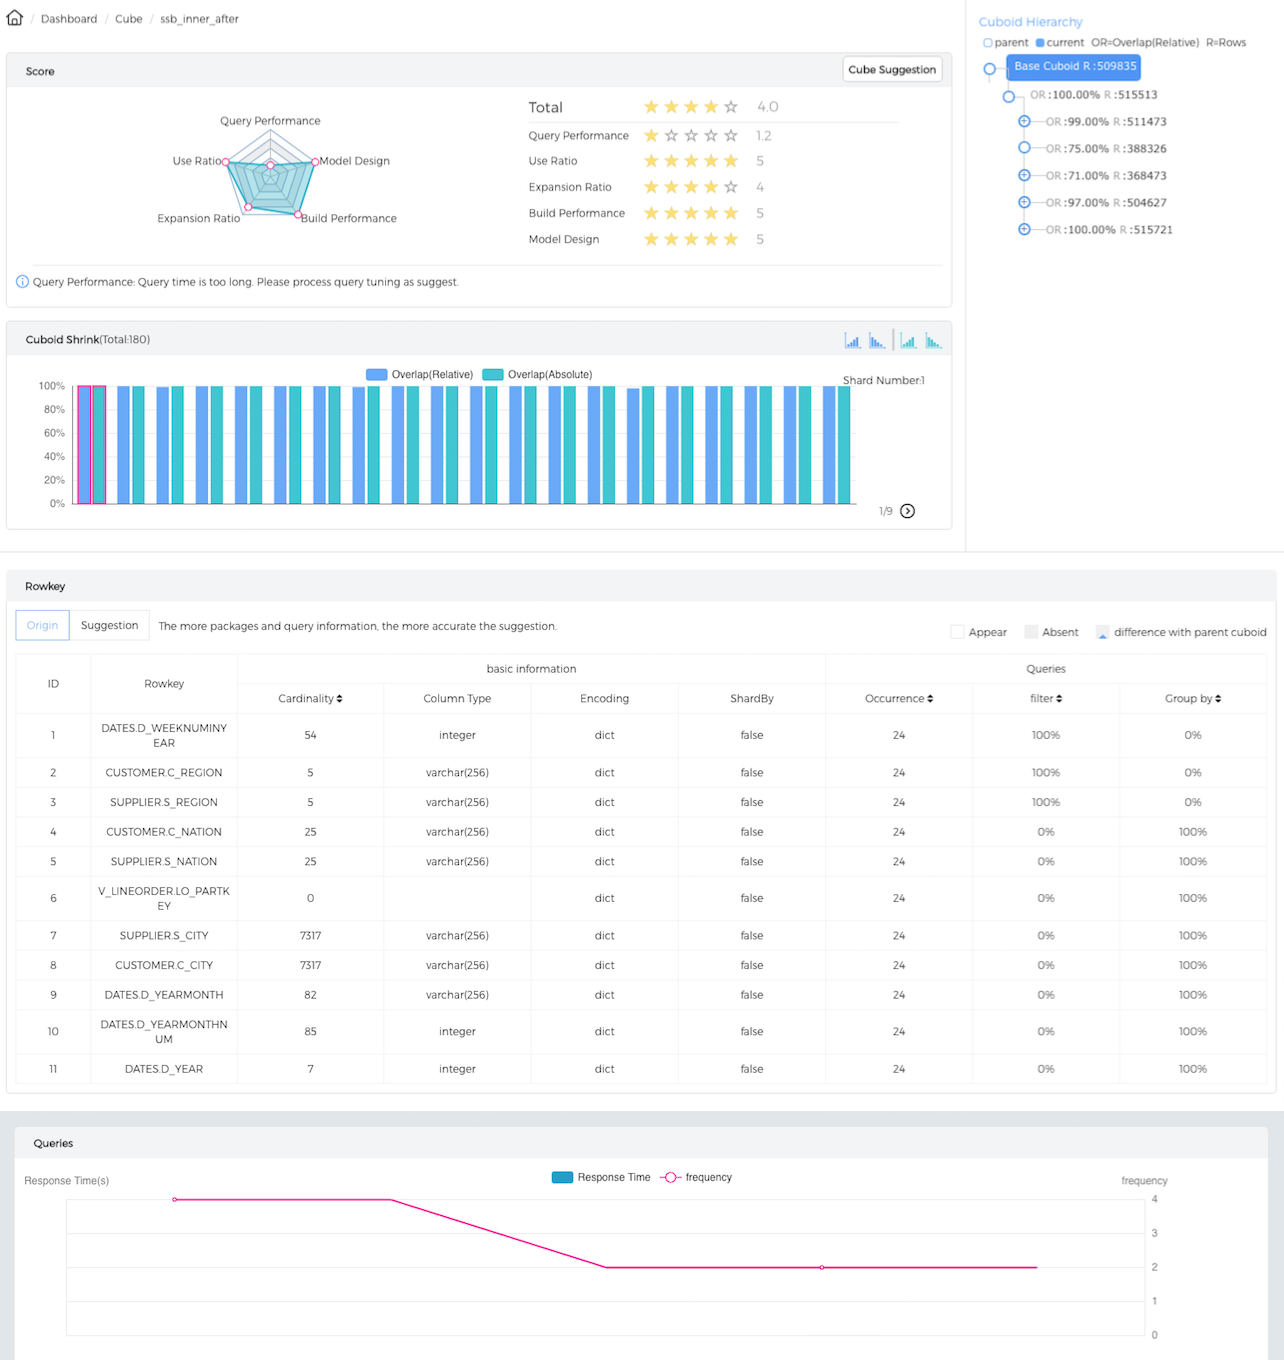 / Dashboard / Cube / ssb_inner_after
Score
Cube Suggestion
Query Performance
Use Ratio
Model Design
Expansion Ratio
Build Performance
Total 4.0
Query Performance 1.2
Use Ratio 5
Expansion Ratio 4
Build Performance 5
Model Design 5
Query Performance: Query time is too long. Please process query tuning as suggest.
Cuboid Hierarchy
parent current OR=Overlap(Relative) R=Rows
Base Cuboid R :509835
OR :100.00% R :515513
OR :99.00% R :511473
OR :75.00% R :388326
OR :71.00% R :368473
OR :97.00% R :504627
OR :100.00% R :515721
Cuboid Shrink(Total:180)
Overlap(Relative) Overlap(Absolute)
Shard Number:1
100%
80%
60%
40%
20%
0%
1/9
Rowkey
Origin Suggestion The more packages and query information, the more accurate the suggestion.
Appear Absent difference with parent cuboid
ID Rowkey basic information Queries
Cardinality Column Type Encoding ShardBy Occurrence filter Group by
1 DATES.D_WEEKNUMINY 54 integer dict false 24 100% 0%
EAR
2 CUSTOMER.C_REGION 5 varchar(256) dict false 24 100% 0%
3 SUPPLIER.S_REGION 5 varchar(256) dict false 24 100% 0%
4 CUSTOMER.C_NATION 25 varchar(256) dict false 24 0% 100%
5 SUPPLIER.S_NATION 25 varchar(256) dict false 24 0% 100%
6 V_LINEORDER.LO_PARTK 0 dict false 24 0% 100%
EY
7 SUPPLIER.S_CITY 7317 varchar(256) dict false 24 0% 100%
8 CUSTOMER.C_CITY 7317 varchar(256) dict false 24 0% 100%
9 DATES.D_YEARMONTH 82 varchar(256) dict false 24 0% 100%
10 DATES.D_YEARMONTHN 85 integer dict false 24 0% 100%
UM
11 DATES.D_YEAR 7 integer dict false 24 0% 100%
Queries
Response Time(s)
Response Time frequency
frequency
4
3
2
1
0